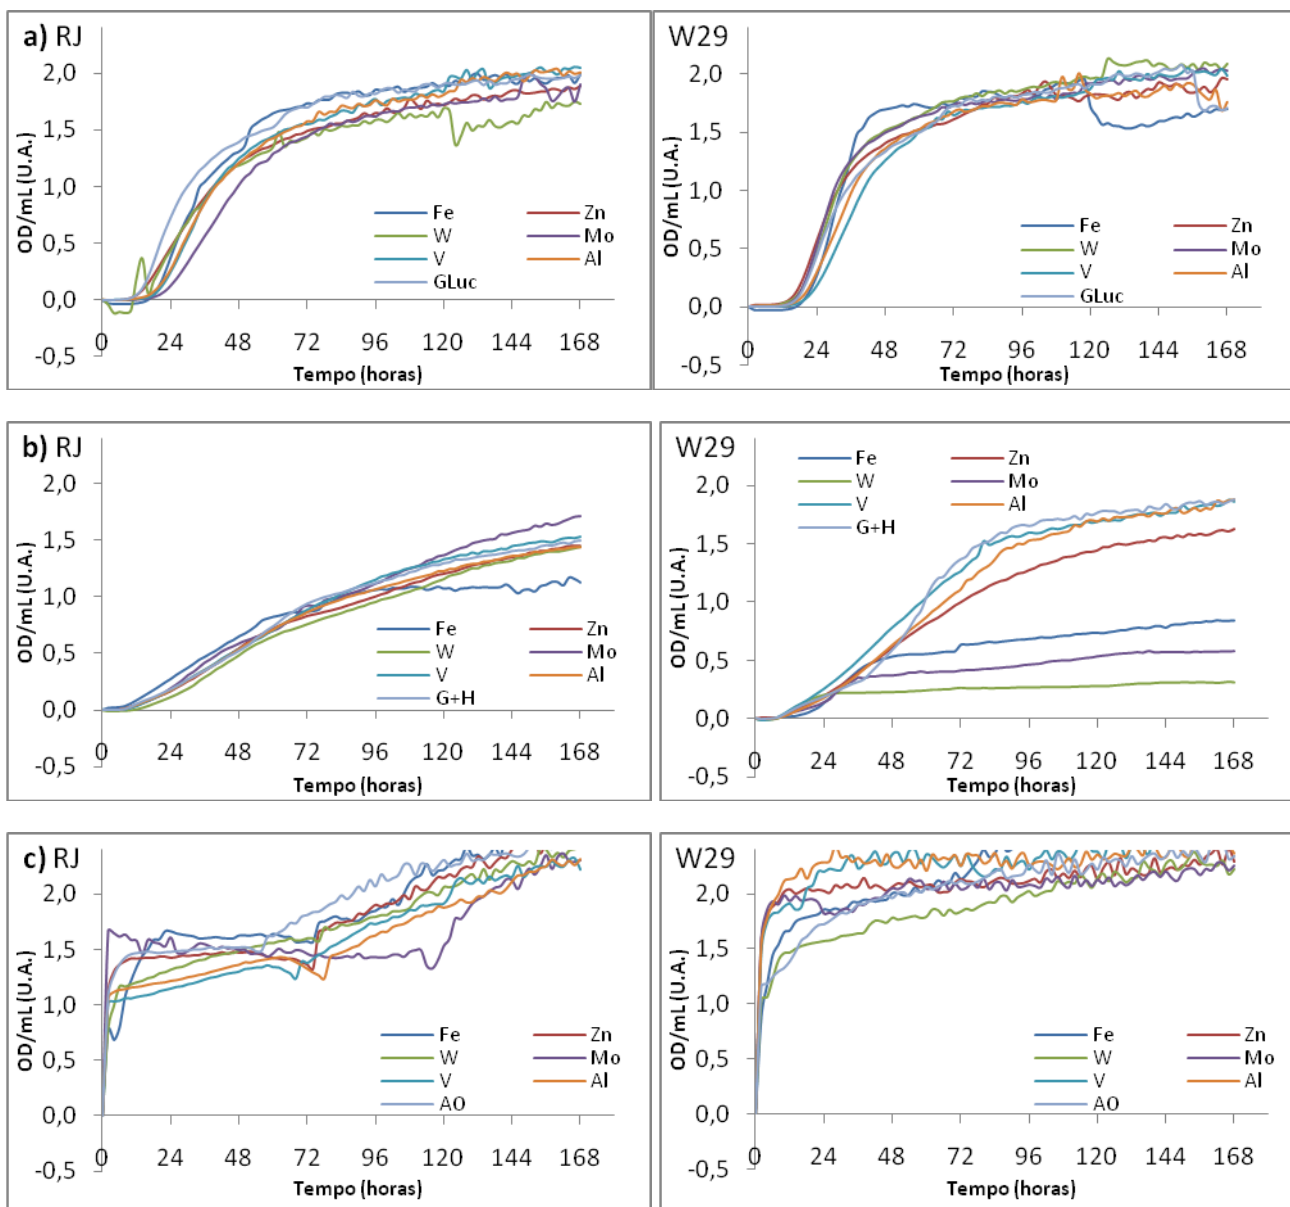 a) RJ
OD/mL (U.A.)
2,0
1,5
1,0
0,5
0,0
-0,5
Fe Zn
W Mo
V Al
GLuc
0 24 48 72 96 120 144 168
Tempo (horas)
W29
OD/mL (U.A.)
2,0
1,5
1,0
0,5
0,0
-0,5
Fe Zn
W Mo
V Al
GLuc
0 24 48 72 96 120 144 168
Tempo (horas)
b) RJ
OD/mL (U.A.)
2,0
1,5
1,0
0,5
0,0
-0,5
Fe Zn
W Mo
V Al
G+H
0 24 48 72 96 120 144 168
Tempo (horas)
W29
OD/mL (U.A.)
Fe Zn
W Mo
V Al
G+H
2,0
1,5
1,0
0,5
0,0
-0,5
0 24 48 72 96 120 144 168
Tempo (horas)
c) RJ
OD/mL (U.A.)
2,0
1,5
1,0
0,5
0,0
-0,5
Fe Zn
W Mo
V Al
AO
0 24 48 72 96 120 144 168
Tempo (horas)
W29
OD/mL (U.A.)
2,0
1,5
1,0
0,5
0,0
-0,5
Fe Zn
W Mo
V Al
AO
0 24 48 72 96 120 144 168
Tempo (horas)